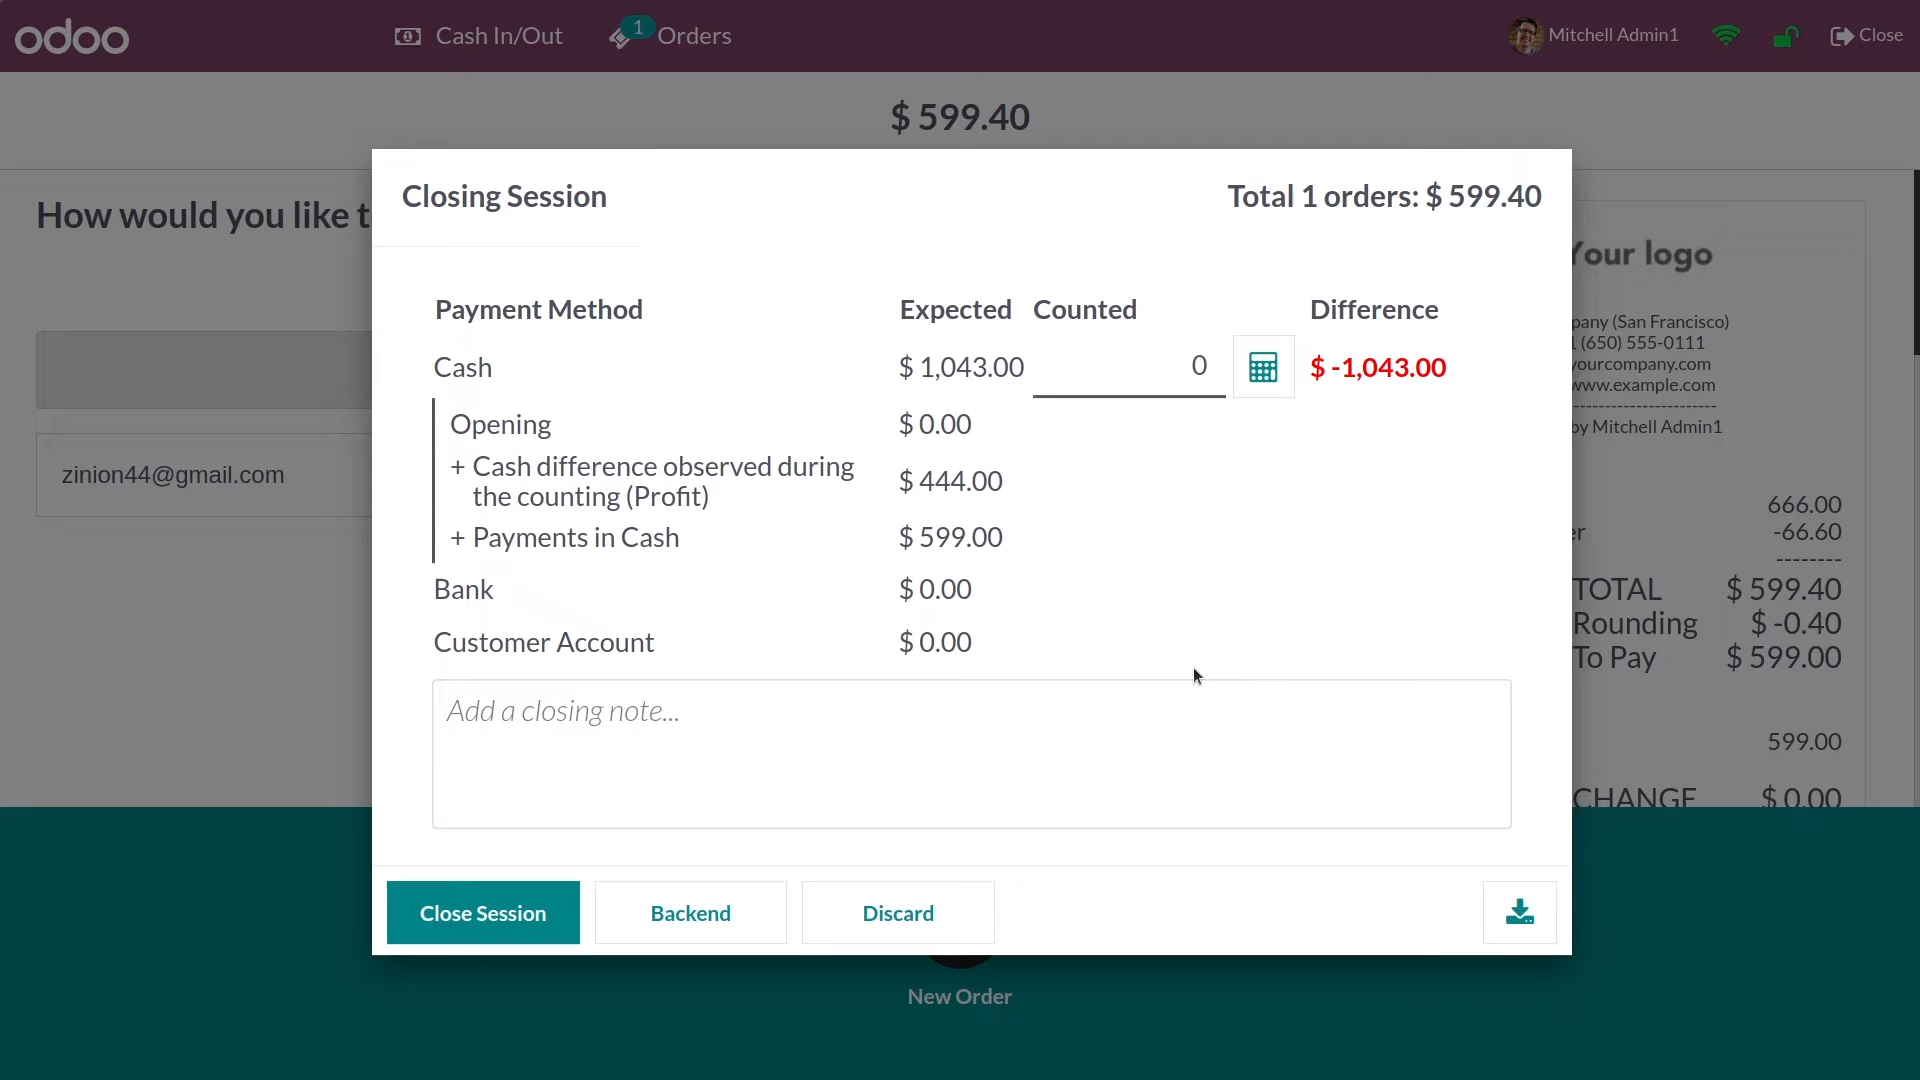 odoo
Cash In/Out
1
Orders
Mitchell Admin1
Close
$ 599.40
How would you like t
Closing Session
Total 1 orders: $ 599.40
Payment Method Expected Counted Difference
Cash $ 1,043.00 0 $ -1,043.00
Opening $ 0.00
+ Cash difference observed during
the counting (Profit) $ 444.00
+ Payments in Cash $ 599.00
Bank $ 0.00
Customer Account $ 0.00
Add a closing note...
Close Session
Backend
Discard
New Order
zinion44@gmail.com
Your logo
pany (San Francisco)
1 (650) 555-0111
yourcompany.com
www.example.com
-----------------------
by Mitchell Admin1
666.00
er -66.60
--------
TOTAL $ 599.40
Rounding $ -0.40
To Pay $ 599.00
599.00
CHANGE $ 0.00